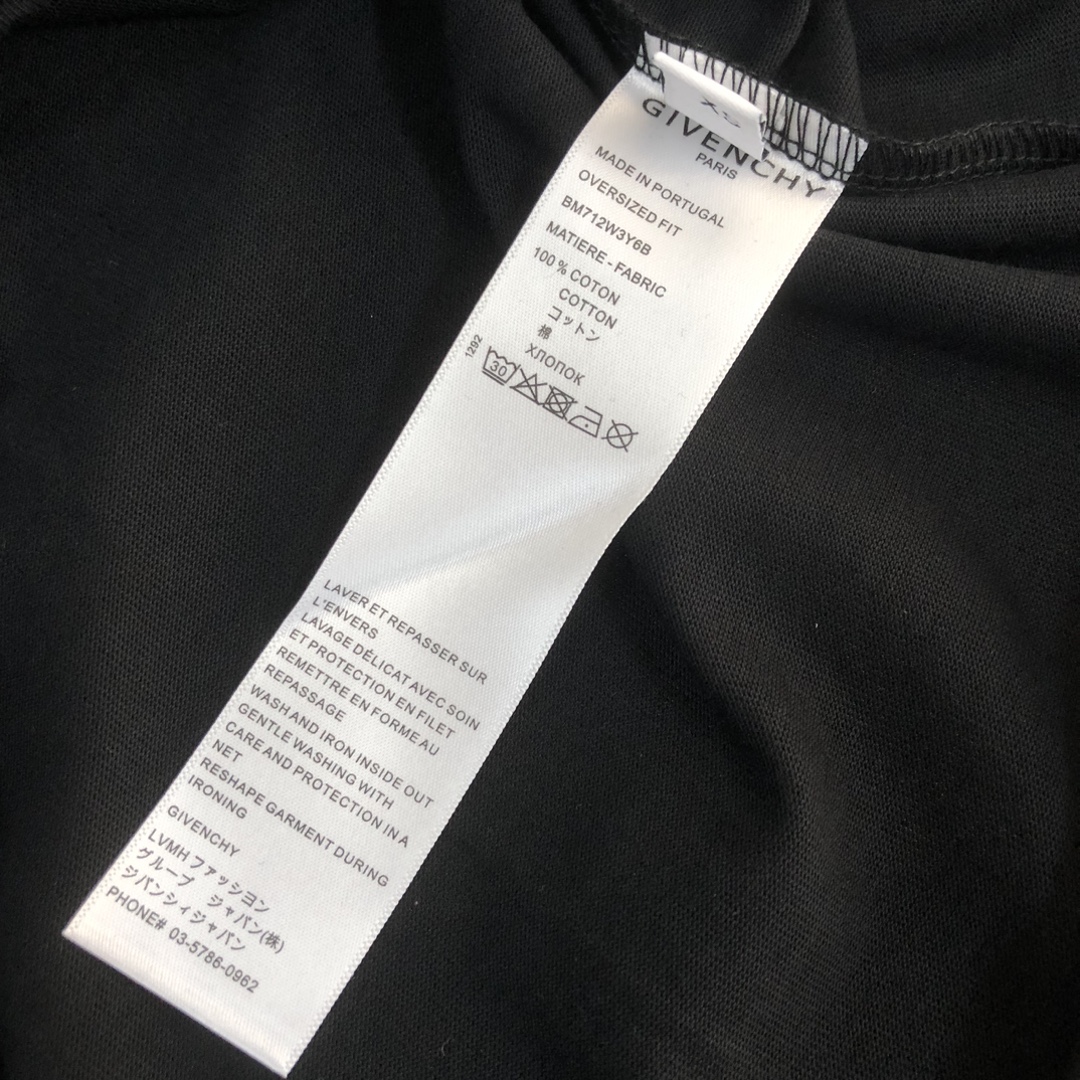 XS
GIVENCHY
PARIS
MADE IN PORTUGAL
OVERSIZED FIT
BM712W3Y6B
MATIERE - FABRIC
100 % COTON
COTTON
コットン
棉
ХЛОПОК
1292
30
LAVER ET REPASSER SUR
L'ENVERS
LAVAGE DÉLICAT AVEC SOIN
ET PROTECTION EN FILET
REMETTRE EN FORME AU
REPASSAGE
WASH AND IRON INSIDE OUT
GENTLE WASHING WITH
CARE AND PROTECTION IN A
NET
RESHAPE GARMENT DURING
IRONING
GIVENCHY
LVMH ファッション
グループ ジャパン(株)
ジバンシィジャパン
PHONE# 03-5786-0962